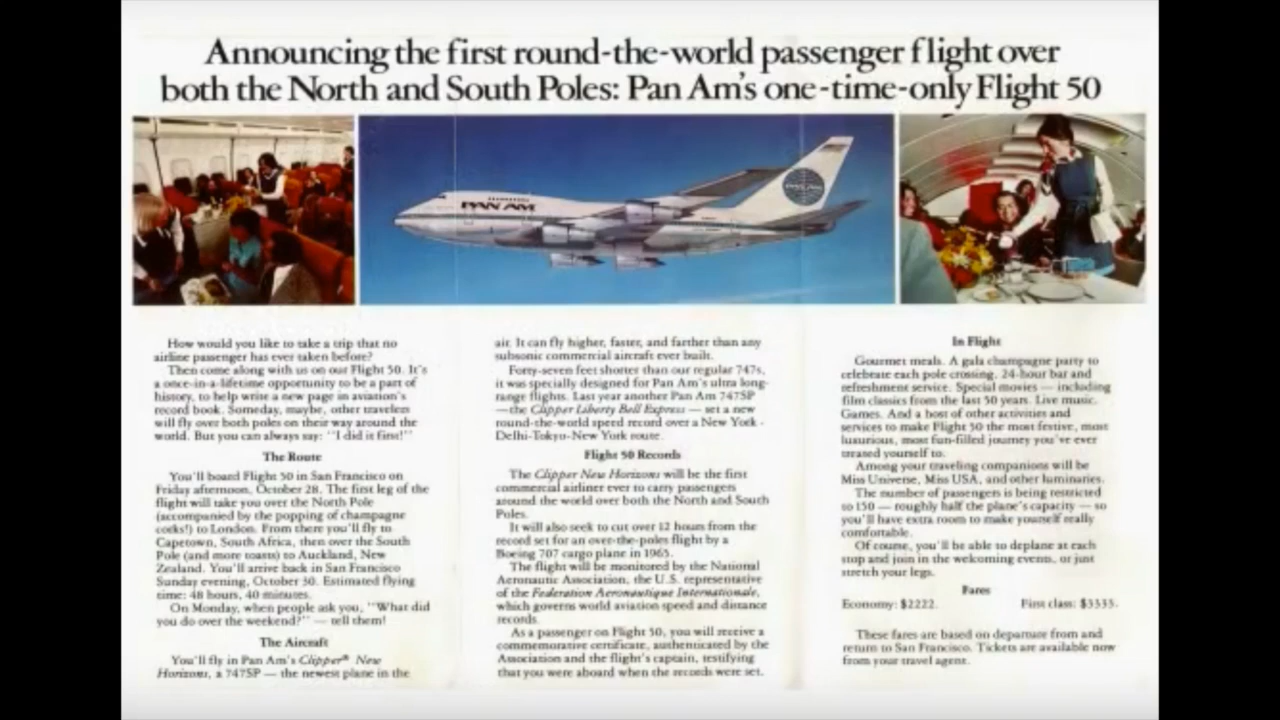 Announcing the first round-the-world passenger flight over
both the North and South Poles: Pan Am's one-time-only Flight 50
PAN AM
PAN AM
How would you like to take a trip that no
airline passenger has ever taken before?
Then come along with us on our Flight 50. It's
a once-in-a-lifetime opportunity to be a part of
history, to help write a new page in aviation's
record book. Someday, maybe, other travelers
will fly over both poles on their way around the
world. But you can always say: "I did it first!"
The Route
You'll board Flight 50 in San Francisco on
Friday afternoon, October 28. The first leg of the
flight will take you over the North Pole
(accompanied by the popping of champagne
corks!) to London. From there you'll fly to
Capetown, South Africa, then over the South
Pole (and more toasts) to Auckland, New
Zealand. You'll arrive back in San Francisco
Sunday evening, October 30. Estimated flying
time: 48 hours, 40 minutes.
On Monday, when people ask you, "What did
you do over the weekend?" — tell them!
The Aircraft
You'll fly in Pan Am's Clipper® New
Horizons, a 747SP — the newest plane in the
air. It can fly higher, faster, and farther than any
subsonic commercial aircraft ever built.
Forty-seven feet shorter than our regular 747s,
it was specially designed for Pan Am's ultra long-
range flights. Last year another Pan Am 747SP
—the Clipper Liberty Bell Express — set a new
round-the-world speed record over a New York -
Delhi-Tokyo-New York route.
Flight 50 Records
The Clipper New Horizons will be the first
commercial airliner ever to carry passengers
around the world over both the North and South
Poles.
It will also seek to cut over 12 hours from the
record set for an over-the-poles flight by a
Boeing 707 cargo plane in 1965.
The flight will be monitored by the National
Aeronautic Association, the U.S. representative
of the Federation Aeronautique Internationale,
which governs world aviation speed and distance
records.
As a passenger on Flight 50, you will receive a
commemorative certificate, authenticated by the
Association and the flight's captain, testifying
that you were aboard when the records were set.
In Flight
Gourmet meals. A gala champagne party to
celebrate each pole crossing, 24-hour bar and
refreshment service. Special movies — including
film classics from the last 50 years. Live music.
Games. And a host of other activities and
services to make Flight 50 the most festive, most
luxurious, most fun-filled journey you've ever
treated yourself to.
Among your traveling companions will be
Miss Universe, Miss USA, and other luminaries.
The number of passengers is being restricted
to 150 — roughly half the plane's capacity — so
you'll have extra room to make yourself really
comfortable.
Of course, you'll be able to deplane at each
stop and join in the welcoming events, or just
stretch your legs.
Fares
Economy: $2222. First class: $3333.
These fares are based on departure from and
return to San Francisco. Tickets are available now
from your travel agent.